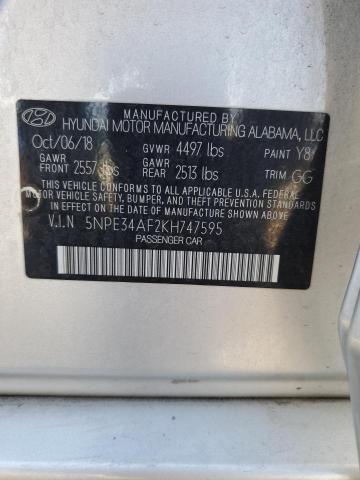 MANUFACTURED BY
HYUNDAI MOTOR MANUFACTURING ALABAMA, LLC
Oct/06/18 GVWR 4497 lbs PAINT Y8
GAWR FRONT 2557 lbs GAWR REAR 2513 lbs TRIM GG
THIS VEHICLE CONFORMS TO ALL APPLICABLE U.S.A. FEDERAL
MOTOR VEHICLE SAFETY, BUMPER, AND THEFT PREVENTION STANDARDS
IN EFFECT ON THE DATE OF MANUFACTURE SHOWN ABOVE.
V.I.N 5NPE34AF2KH747595
PASSENGER CAR